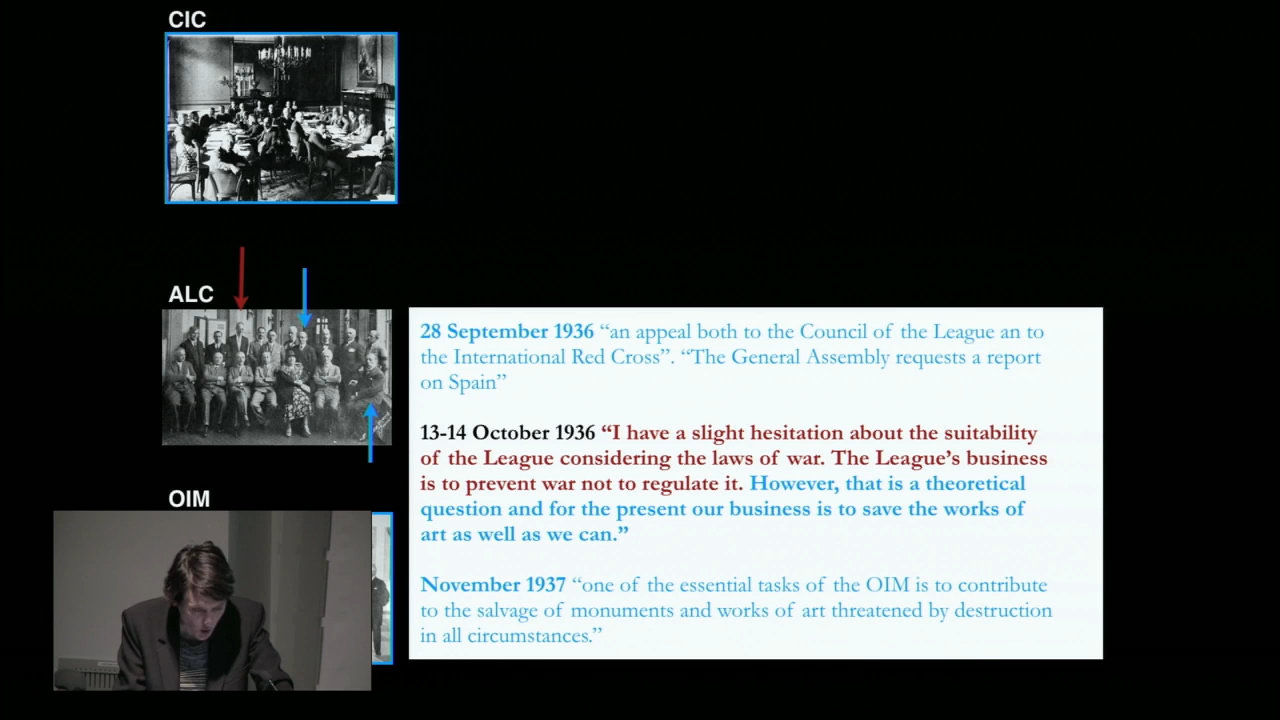 CIC
ALC
28 September 1936 “an appeal both to the Council of the League an to
the International Red Cross”. “The General Assembly requests a report
on Spain”
13-14 October 1936 “I have a slight hesitation about the suitability
of the League considering the laws of war. The League’s business
is to prevent war not to regulate it. However, that is a theoretical
question and for the present our business is to save the works of
art as well as we can.”
November 1937 “one of the essential tasks of the OIM is to contribute
to the salvage of monuments and works of art threatened by destruction
in all circumstances.”
OIM